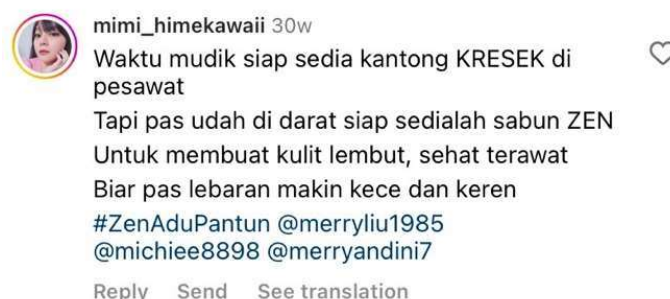 mimi_himekawaii 30w
Waktu mudik siap sedia kantong KRESEK di
pesawat
Tapi pas udah di darat siap sedialah sabun ZEN
Untuk membuat kulit lembut, sehat terawat
Biar pas lebaran makin kece dan keren
#ZenAduPantun @merryliu1985
@michiee8898 @merryandini7
Reply Send See translation